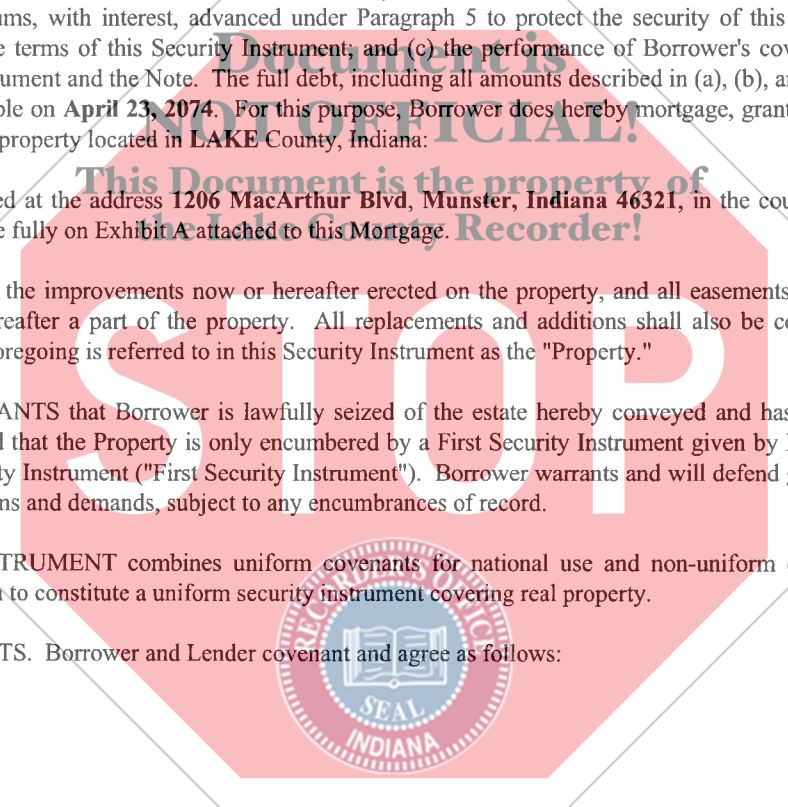 ums, with interest, advanced under Paragraph 5 to protect the security of this
e terms of this Security Instrument; and (c) the performance of Borrower's cov
ument and the Note. The full debt, including all amounts described in (a), (b), a
ble on April 23, 2074. For this purpose, Borrower does hereby mortgage, grant
property located in LAKE County, Indiana:
Document is
NOT OFFICIAL!
This Document is the property of
the Lake County Recorder!
ed at the address 1206 MacArthur Blvd, Munster, Indiana 46321, in the cou
e fully on Exhibit A attached to this Mortgage.
STOP
the improvements now or hereafter erected on the property, and all easements
reafter a part of the property. All replacements and additions shall also be co
oregoing is referred to in this Security Instrument as the "Property."
ANTS that Borrower is lawfully seized of the estate hereby conveyed and has
d that the Property is only encumbered by a First Security Instrument given by
ty Instrument ("First Security Instrument"). Borrower warrants and will defend
ns and demands, subject to any encumbrances of record.
TRUMENT combines uniform covenants for national use and non-uniform
n to constitute a uniform security instrument covering real property.
TS. Borrower and Lender covenant and agree as follows:
RECORDER'S OFFIC
SEAL
INDIANA